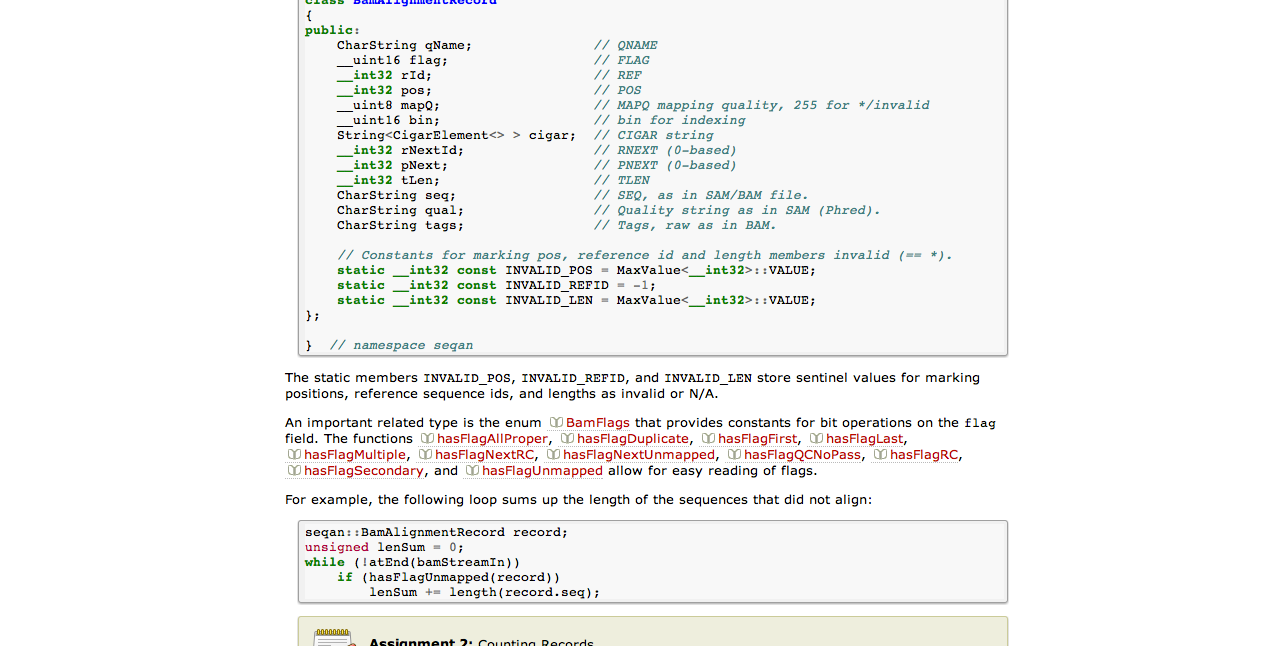 class BamAlignmentRecord
{
public:
    CharString qName;               // QNAME
    __uint16 flag;                  // FLAG
    __int32 rId;                    // REF
    __int32 pos;                    // POS
    __uint8 mapQ;                   // MAPQ mapping quality, 255 for */invalid
    __uint16 bin;                   // bin for indexing
    String<CigarElement<> > cigar;  // CIGAR string
    __int32 rNextId;                // RNEXT (0-based)
    __int32 pNext;                  // PNEXT (0-based)
    __int32 tLen;                   // TLEN
    CharString seq;                 // SEQ, as in SAM/BAM file.
    CharString qual;                // Quality string as in SAM (Phred).
    CharString tags;                // Tags, raw as in BAM.
    // Constants for marking pos, reference id and length members invalid (== *).
    static __int32 const INVALID_POS = MaxValue<__int32>::VALUE;
    static __int32 const INVALID_REFID = -1;
    static __int32 const INVALID_LEN = MaxValue<__int32>::VALUE;
};
}  // namespace seqan
The static members INVALID_POS, INVALID_REFID, and INVALID_LEN store sentinel values for marking
positions, reference sequence ids, and lengths as invalid or N/A.
An important related type is the enum BamFlags that provides constants for bit operations on the flag
field. The functions hasFlagAllProper, hasFlagDuplicate, hasFlagFirst, hasFlagLast,
hasFlagMultiple, hasFlagNextRC, hasFlagNextUnmapped, hasFlagQCNoPass, hasFlagRC,
hasFlagSecondary, and hasFlagUnmapped allow for easy reading of flags.
For example, the following loop sums up the length of the sequences that did not align:
seqan::BamAlignmentRecord record;
unsigned lenSum = 0;
while (!atEnd(bamStreamIn))
    if (hasFlagUnmapped(record))
        lenSum += length(record.seq);
Assignment 2: Counting Records